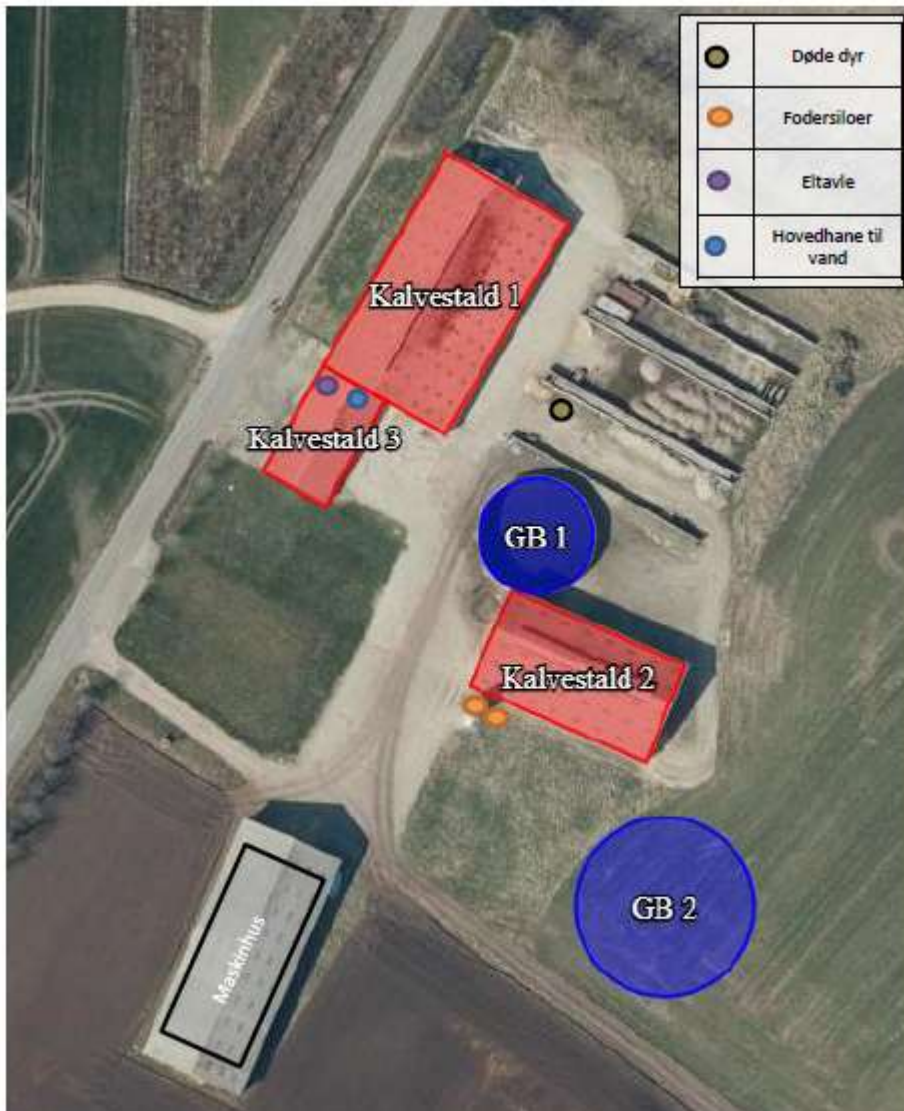 Døde dyr
Fodersiloer
Eltavle
Hovedhane til
vand
Kalvestald 1
Kalvestald 3
GB 1
Kalvestald 2
GB 2
Maskinhus